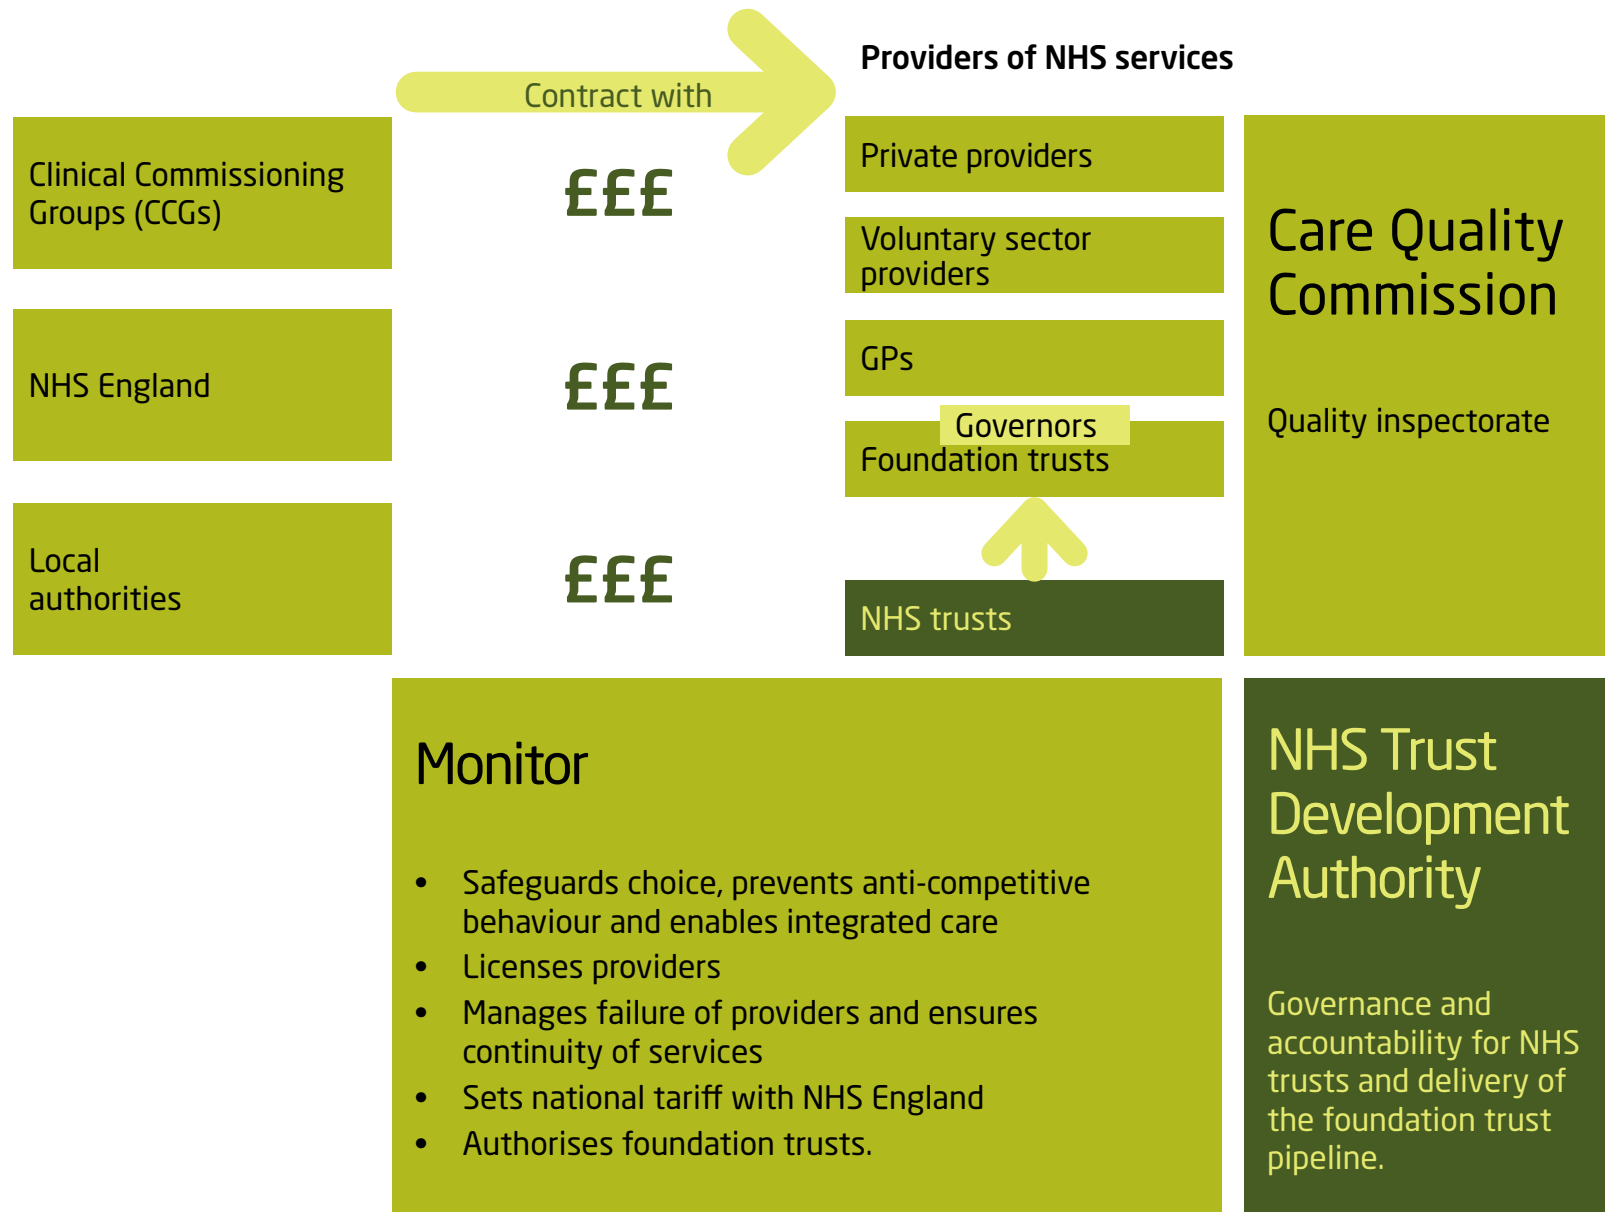 Providers of NHS services
Contract with
Clinical Commissioning
Groups (CCGs)
£££
NHS England
£££
Local
authorities
£££
Private providers
Voluntary sector
providers
GPs
Governors
Foundation trusts
NHS trusts
Care Quality
Commission
Quality inspectorate
Monitor
• Safeguards choice, prevents anti-competitive
behaviour and enables integrated care
• Licenses providers
• Manages failure of providers and ensures
continuity of services
• Sets national tariff with NHS England
• Authorises foundation trusts.
NHS Trust
Development
Authority
Governance and
accountability for NHS
trusts and delivery of
the foundation trust
pipeline.